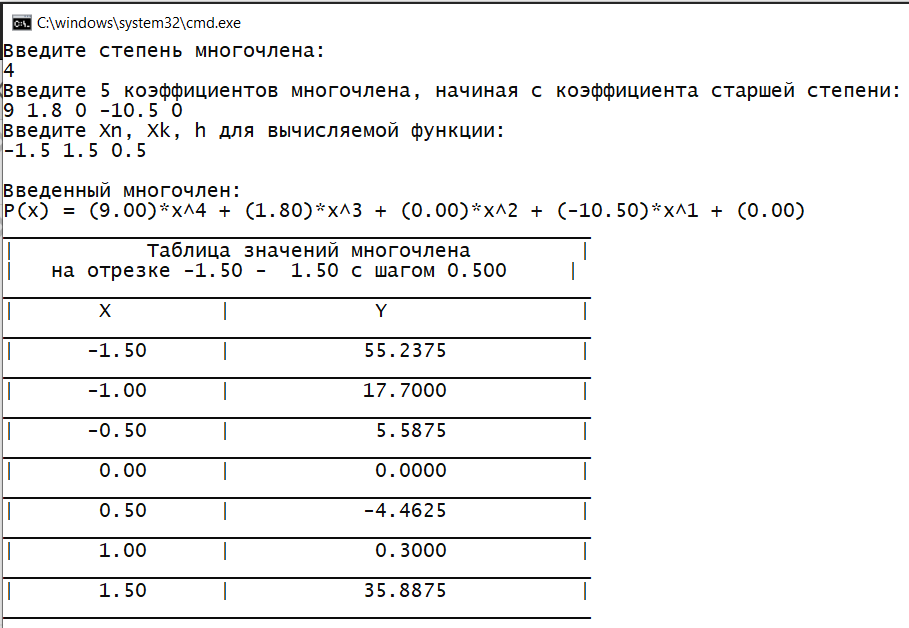 C:\windows\system32\cmd.exe
Введите степень многочлена:
4
Введите 5 коэффициентов многочлена, начиная с коэффициента старшей степени:
9 1.8 0 -10.5 0
Введите Xn, Xk, h для вычисляемой функции:
-1.5 1.5 0.5
Введенный многочлен:
P(x) = (9.00)*x^4 + (1.80)*x^3 + (0.00)*x^2 + (-10.50)*x^1 + (0.00)
| Таблица значений многочлена |
| на отрезке -1.50 - 1.50 с шагом 0.500 |
| X | Y |
| -1.50 | 55.2375 |
| -1.00 | 17.7000 |
| -0.50 | 5.5875 |
| 0.00 | 0.0000 |
| 0.50 | -4.4625 |
| 1.00 | 0.3000 |
| 1.50 | 35.8875 |